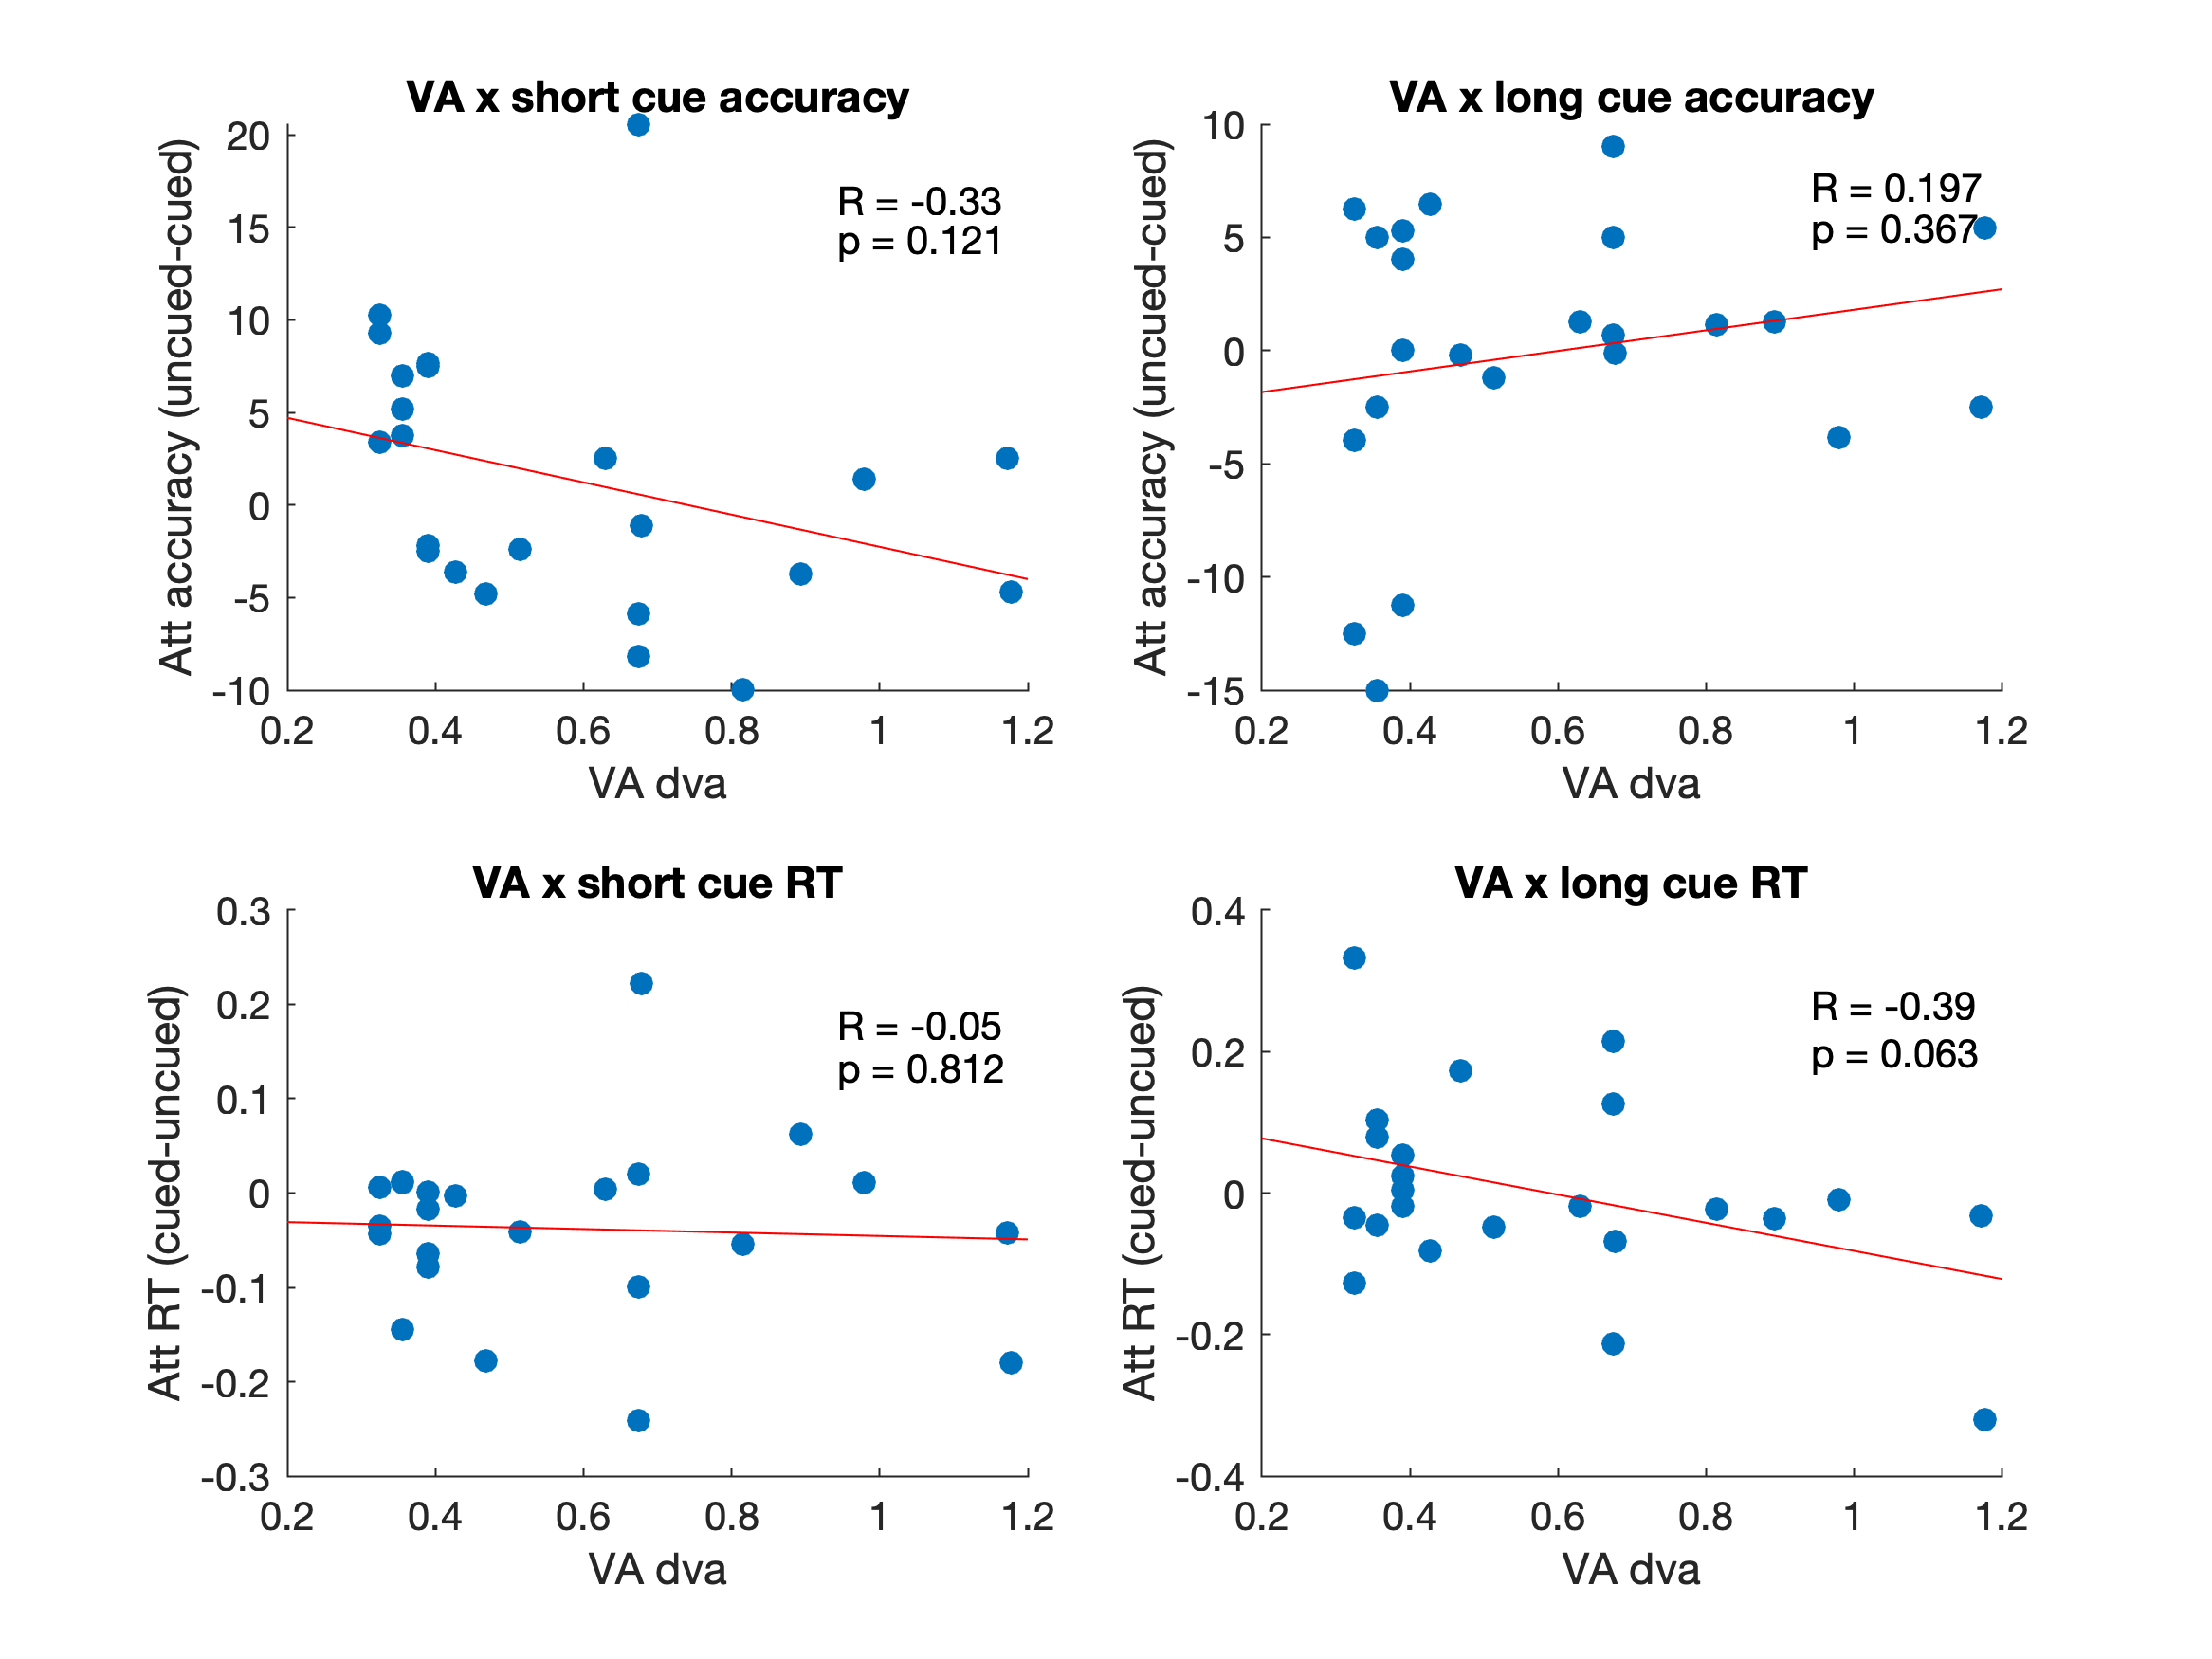 VA x short cue accuracy
Att accuracy (uncued-cued)
20
15
10
5
0
-5
-10
R = -0.33
p = 0.121
0.2 0.4 0.6 0.8 1 1.2
VA dva
VA x long cue accuracy
Att accuracy (uncued-cued)
10
5
0
-5
-10
-15
R = 0.197
p = 0.367
0.2 0.4 0.6 0.8 1 1.2
VA dva
VA x short cue RT
Att RT (cued-uncued)
0.3
0.2
0.1
0
-0.1
-0.2
-0.3
R = -0.05
p = 0.812
0.2 0.4 0.6 0.8 1 1.2
VA dva
VA x long cue RT
Att RT (cued-uncued)
0.4
0.2
0
-0.2
-0.4
R = -0.39
p = 0.063
0.2 0.4 0.6 0.8 1 1.2
VA dva